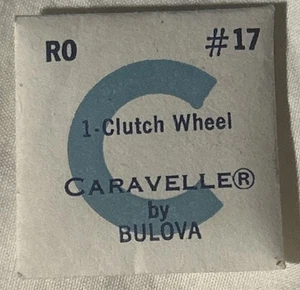 RO #17
1-Clutch Wheel
CARAVELLE®
by
BULOVA